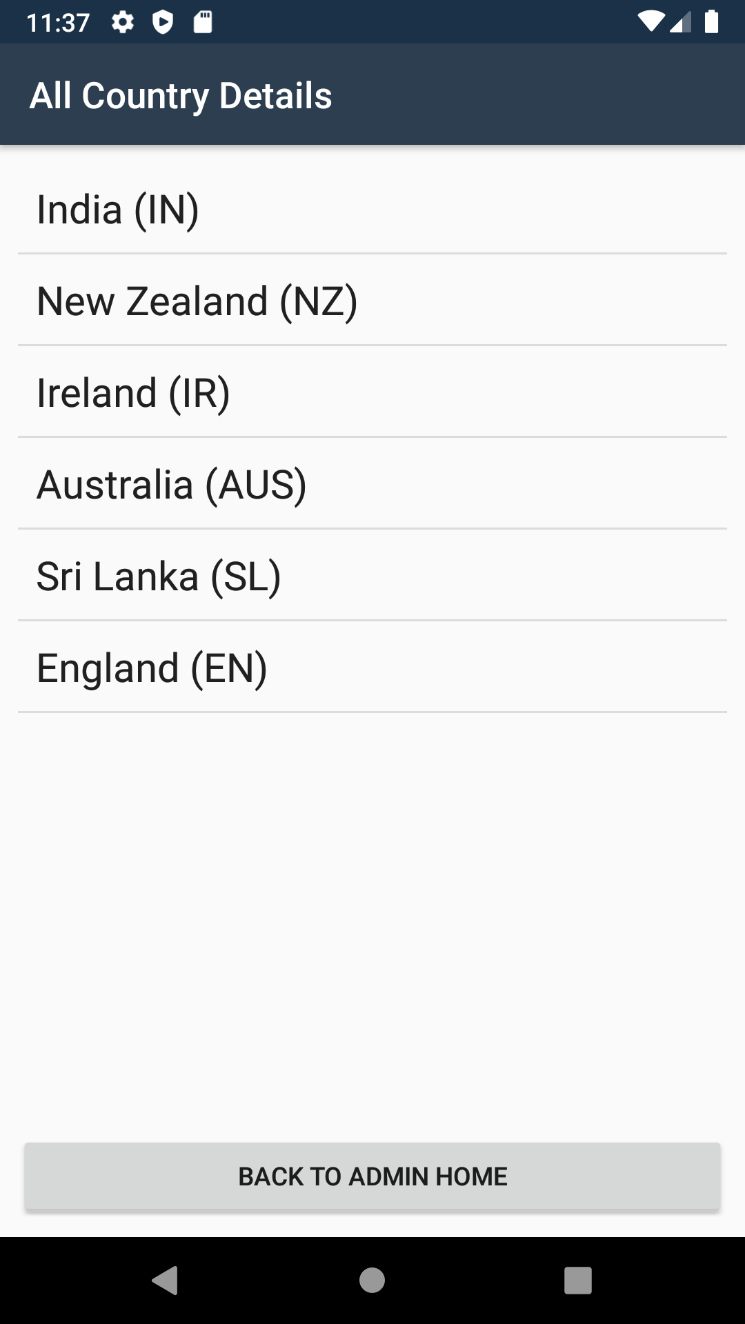 11:37
All Country Details
India (IN)
New Zealand (NZ)
Ireland (IR)
Australia (AUS)
Sri Lanka (SL)
England (EN)
BACK TO ADMIN HOME